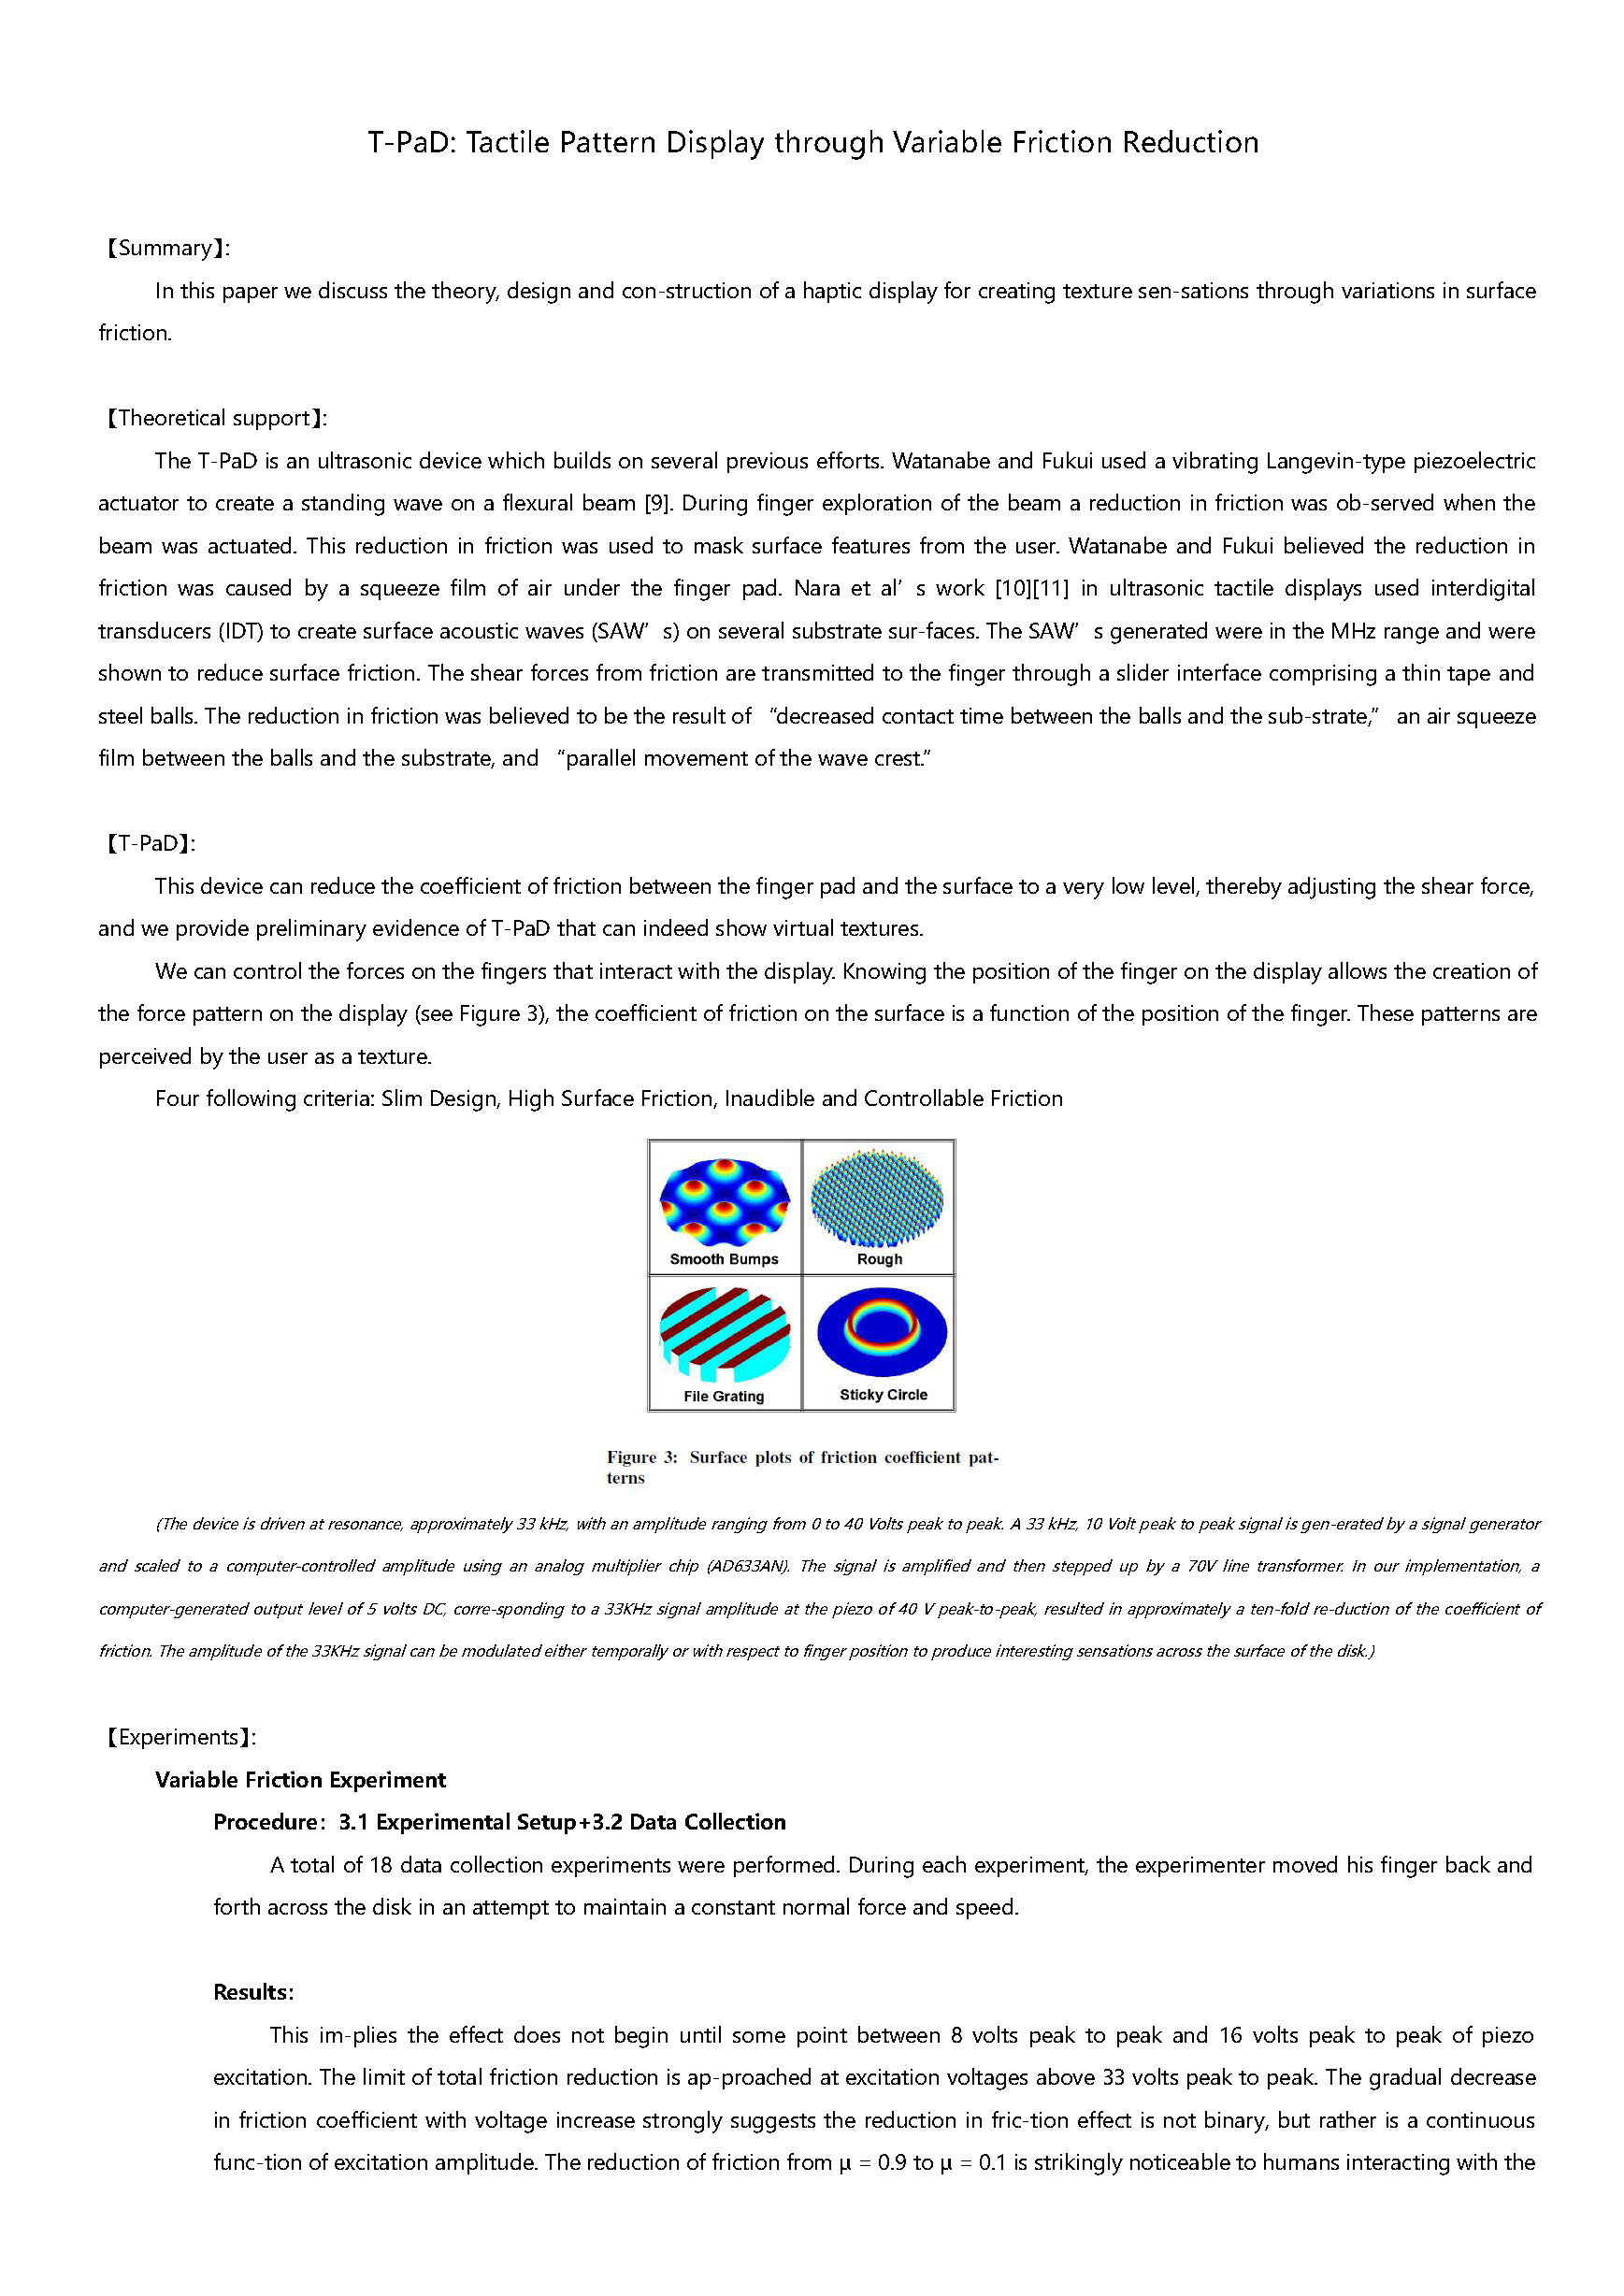 T-PaD: Tactile Pattern Display through Variable Friction Reduction
【Summary】:
In this paper we discuss the theory, design and con-struction of a haptic display for creating texture sen-sations through variations in surface
friction.
【Theoretical support】:
The T-PaD is an ultrasonic device which builds on several previous efforts. Watanabe and Fukui used a vibrating Langevin-type piezoelectric
actuator to create a standing wave on a flexural beam [9]. During finger exploration of the beam a reduction in friction was ob-served when the
beam was actuated. This reduction in friction was used to mask surface features from the user. Watanabe and Fukui believed the reduction in
friction was caused by a squeeze film of air under the finger pad. Nara et al’s work [10][11] in ultrasonic tactile displays used interdigital
transducers (IDT) to create surface acoustic waves (SAW’s) on several substrate sur-faces. The SAW’s generated were in the MHz range and were
shown to reduce surface friction. The shear forces from friction are transmitted to the finger through a slider interface comprising a thin tape and
steel balls. The reduction in friction was believed to be the result of “decreased contact time between the balls and the sub-strate,” an air squeeze
film between the balls and the substrate, and “parallel movement of the wave crest.”
【T-PaD】:
This device can reduce the coefficient of friction between the finger pad and the surface to a very low level, thereby adjusting the shear force,
and we provide preliminary evidence of T-PaD that can indeed show virtual textures.
We can control the forces on the fingers that interact with the display. Knowing the position of the finger on the display allows the creation of
the force pattern on the display (see Figure 3), the coefficient of friction on the surface is a function of the position of the finger. These patterns are
perceived by the user as a texture.
Four following criteria: Slim Design, High Surface Friction, Inaudible and Controllable Friction
Smooth Bumps
Rough
File Grating
Sticky Circle
Figure 3: Surface plots of friction coefficient pat-
terns
(The device is driven at resonance, approximately 33 kHz, with an amplitude ranging from 0 to 40 Volts peak to peak. A 33 kHz, 10 Volt peak to peak signal is gen-erated by a signal generator
and scaled to a computer-controlled amplitude using an analog multiplier chip (AD633AN). The signal is amplified and then stepped up by a 70V line transformer. In our implementation, a
computer-generated output level of 5 volts DC, corre-sponding to a 33KHz signal amplitude at the piezo of 40 V peak-to-peak, resulted in approximately a ten-fold re-duction of the coefficient of
friction. The amplitude of the 33KHz signal can be modulated either temporally or with respect to finger position to produce interesting sensations across the surface of the disk.)
【Experiments】:
Variable Friction Experiment
Procedure: 3.1 Experimental Setup+3.2 Data Collection
A total of 18 data collection experiments were performed. During each experiment, the experimenter moved his finger back and
forth across the disk in an attempt to maintain a constant normal force and speed.
Results:
This im-plies the effect does not begin until some point between 8 volts peak to peak and 16 volts peak to peak of piezo
excitation. The limit of total friction reduction is ap-proached at excitation voltages above 33 volts peak to peak. The gradual decrease
in friction coefficient with voltage increase strongly suggests the reduction in fric-tion effect is not binary, but rather is a continuous
func-tion of excitation amplitude. The reduction of friction from μ = 0.9 to μ = 0.1 is strikingly noticeable to humans interacting with the